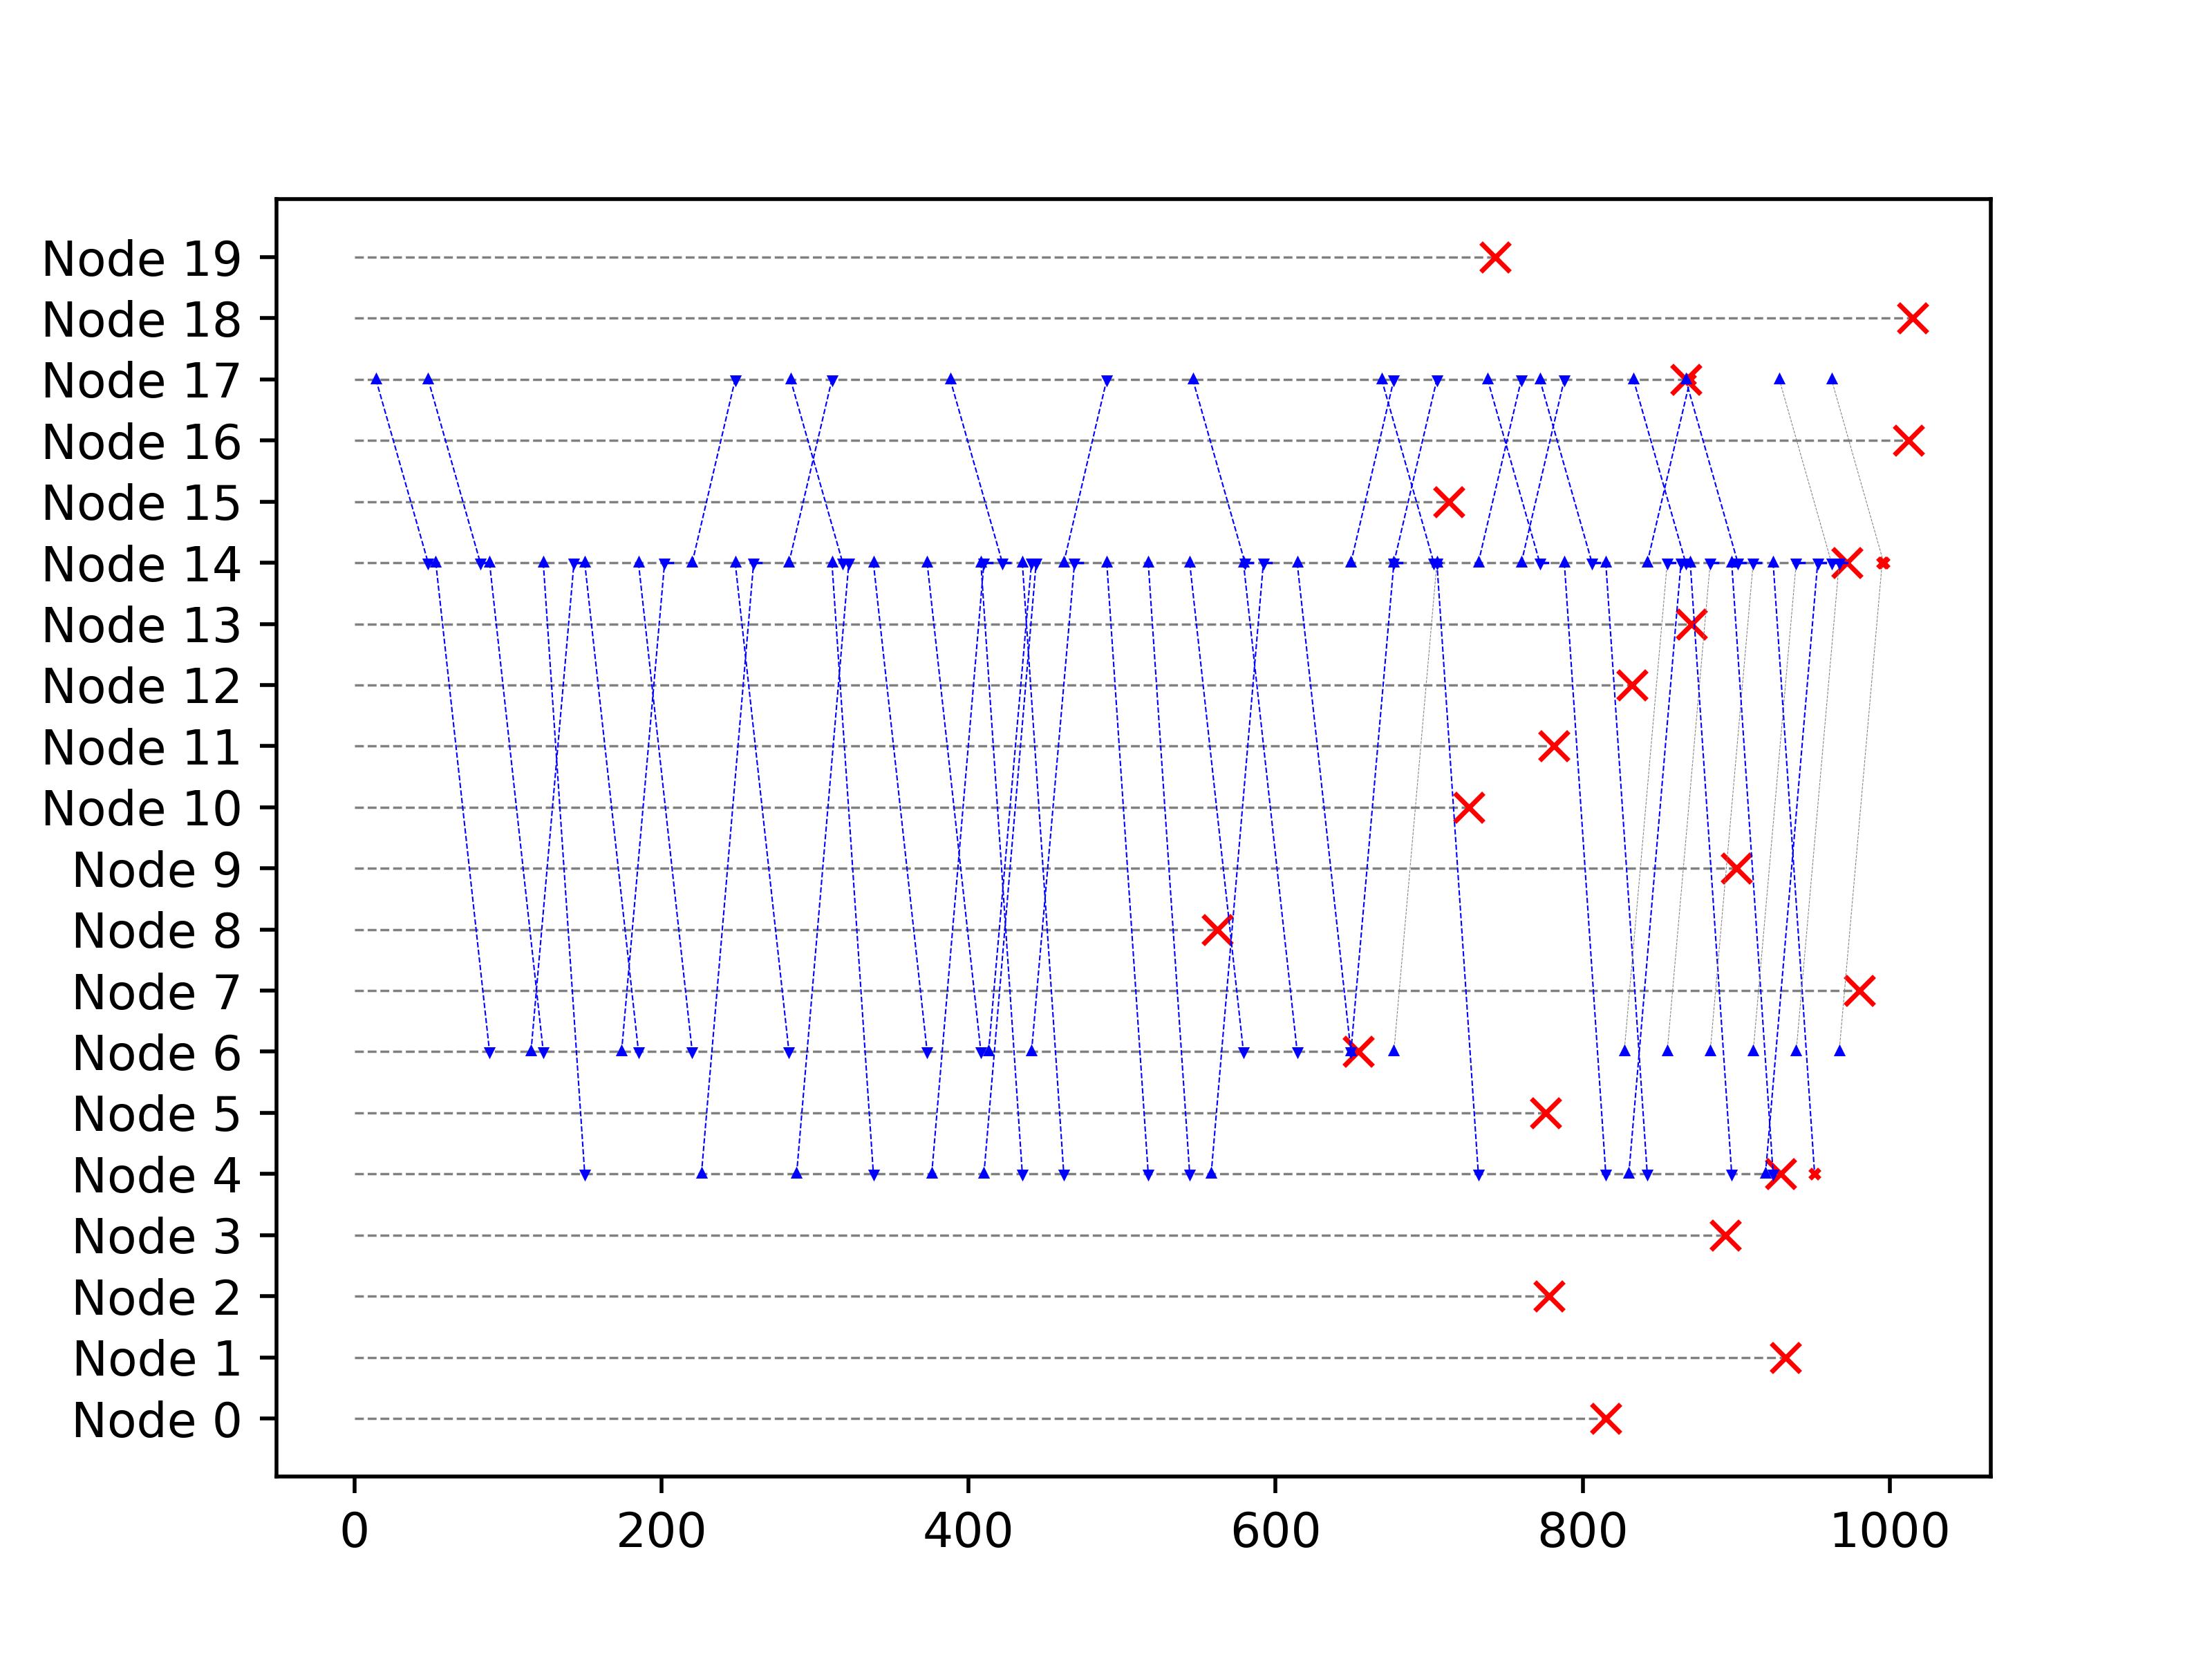 Node 19
Node 18
Node 17
Node 16
Node 15
Node 14
Node 13
Node 12
Node 11
Node 10
Node 9
Node 8
Node 7
Node 6
Node 5
Node 4
Node 3
Node 2
Node 1
Node 0
0 200 400 600 800 1000